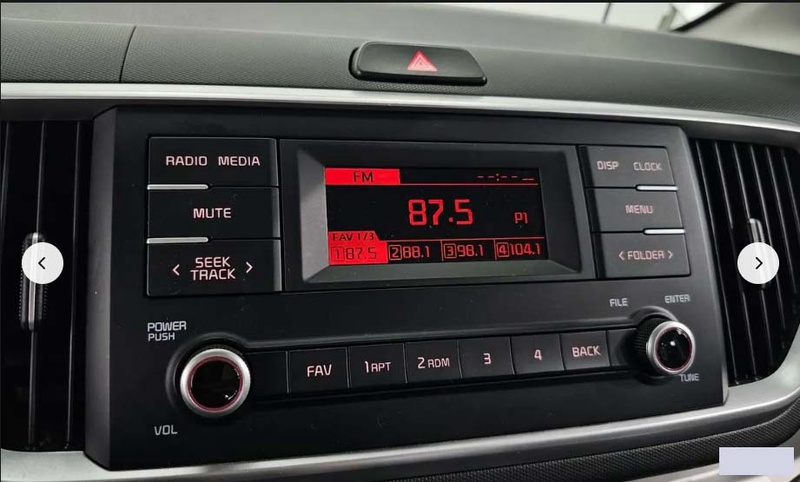 RADIO MEDIA
MUTE
< SEEK TRACK >
POWER
PUSH
VOL
FM
--:-- --
87.5 P1
FAV 1/3
1 87.5 2 88.1 3 98.1 4 104.1
DISP CLOCK
MENU
< FOLDER >
FILE ENTER
TUNE
FAV 1 RPT 2 RDM 3 4 BACK